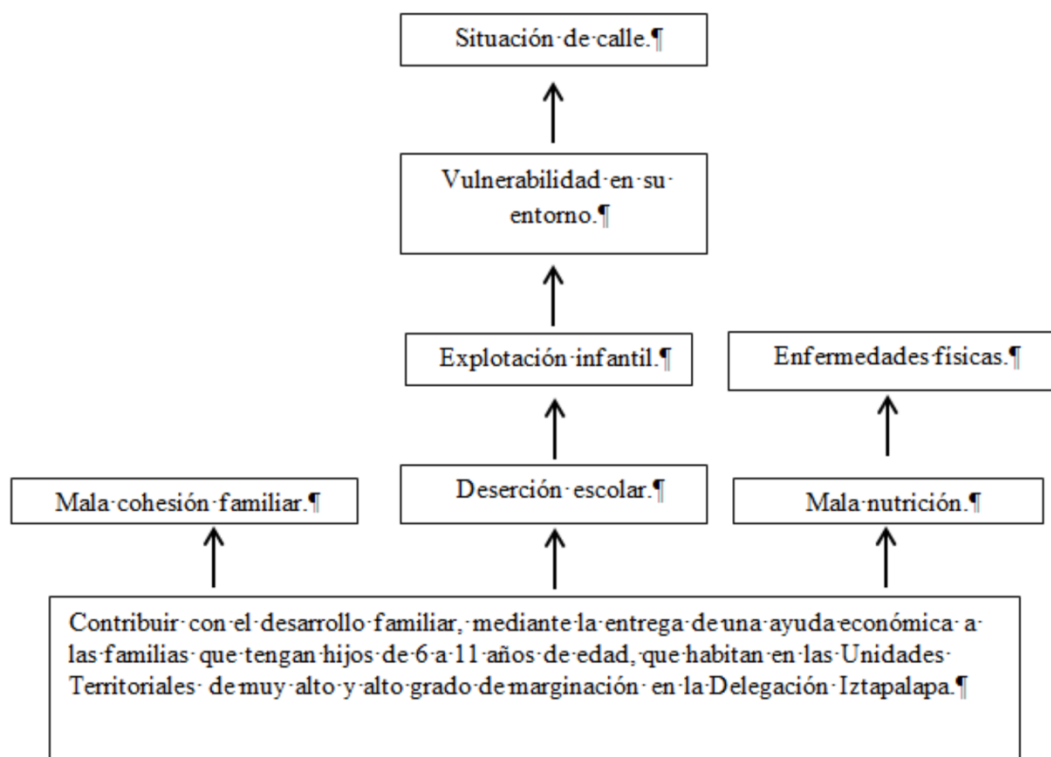 Situación·de·calle.¶
Vulnerabilidad·en·su·
entorno.¶
Explotación·infantil.¶
Enfermedades·físicas.¶
Mala·cohesión·familiar.¶
Deserción·escolar.¶
Mala·nutrición.¶
Contribuir·con·el·desarrollo·familiar,·mediante·la·entrega·de·una·ayuda·económica·a·
las·familias·que·tengan·hijos·de·6·a·11·años·de·edad,·que·habitan·en·las·Unidades·
Territoriales··de·muy·alto·y·alto·grado·de·marginación··en·la·Delegación·Iztapalapa.¶